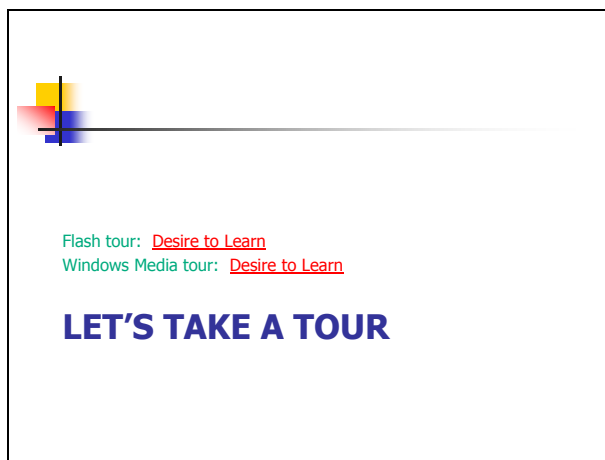 Flash tour: Desire to Learn
Windows Media tour: Desire to Learn
LET’S TAKE A TOUR